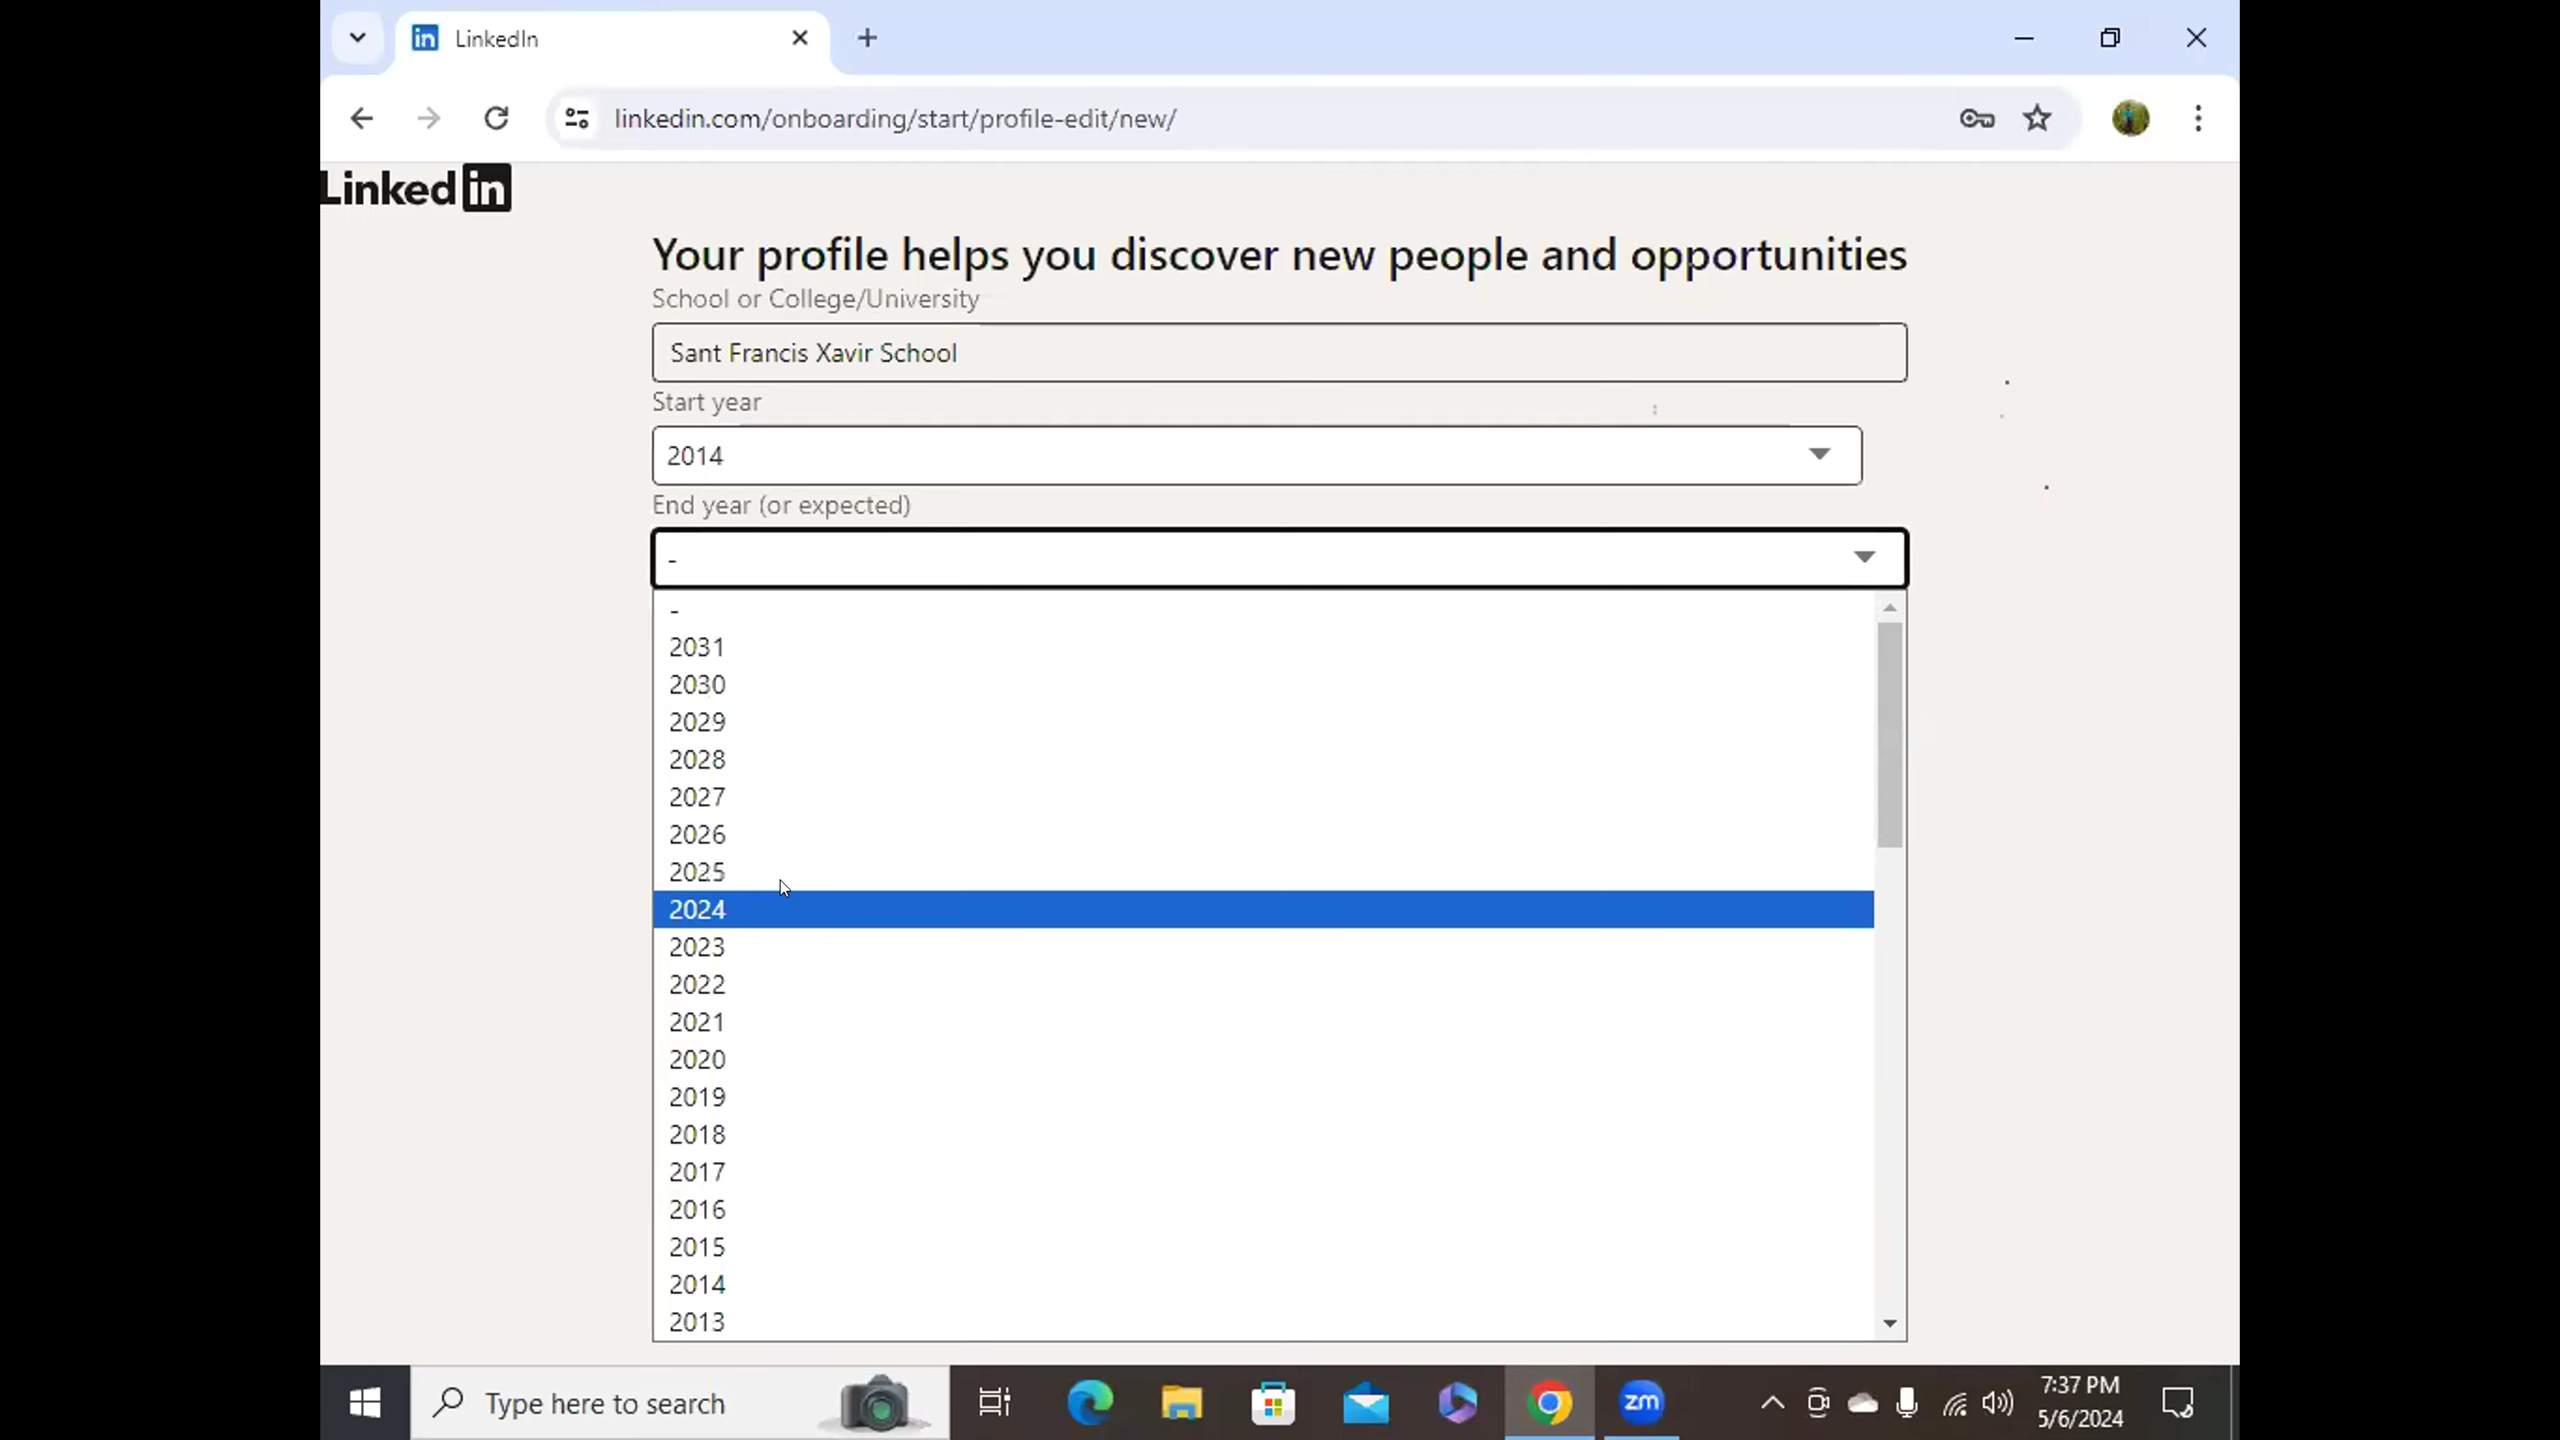 LinkedIn
linkedin.com/onboarding/start/profile-edit/new/
Linked in
Your profile helps you discover new people and opportunities
School or College/University
Sant Francis Xavir School
Start year
2014
End year (or expected)
-
-
2031
2030
2029
2028
2027
2026
2025
2024
2023
2022
2021
2020
2019
2018
2017
2016
2015
2014
2013
Type here to search
zm
7:37 PM
5/6/2024